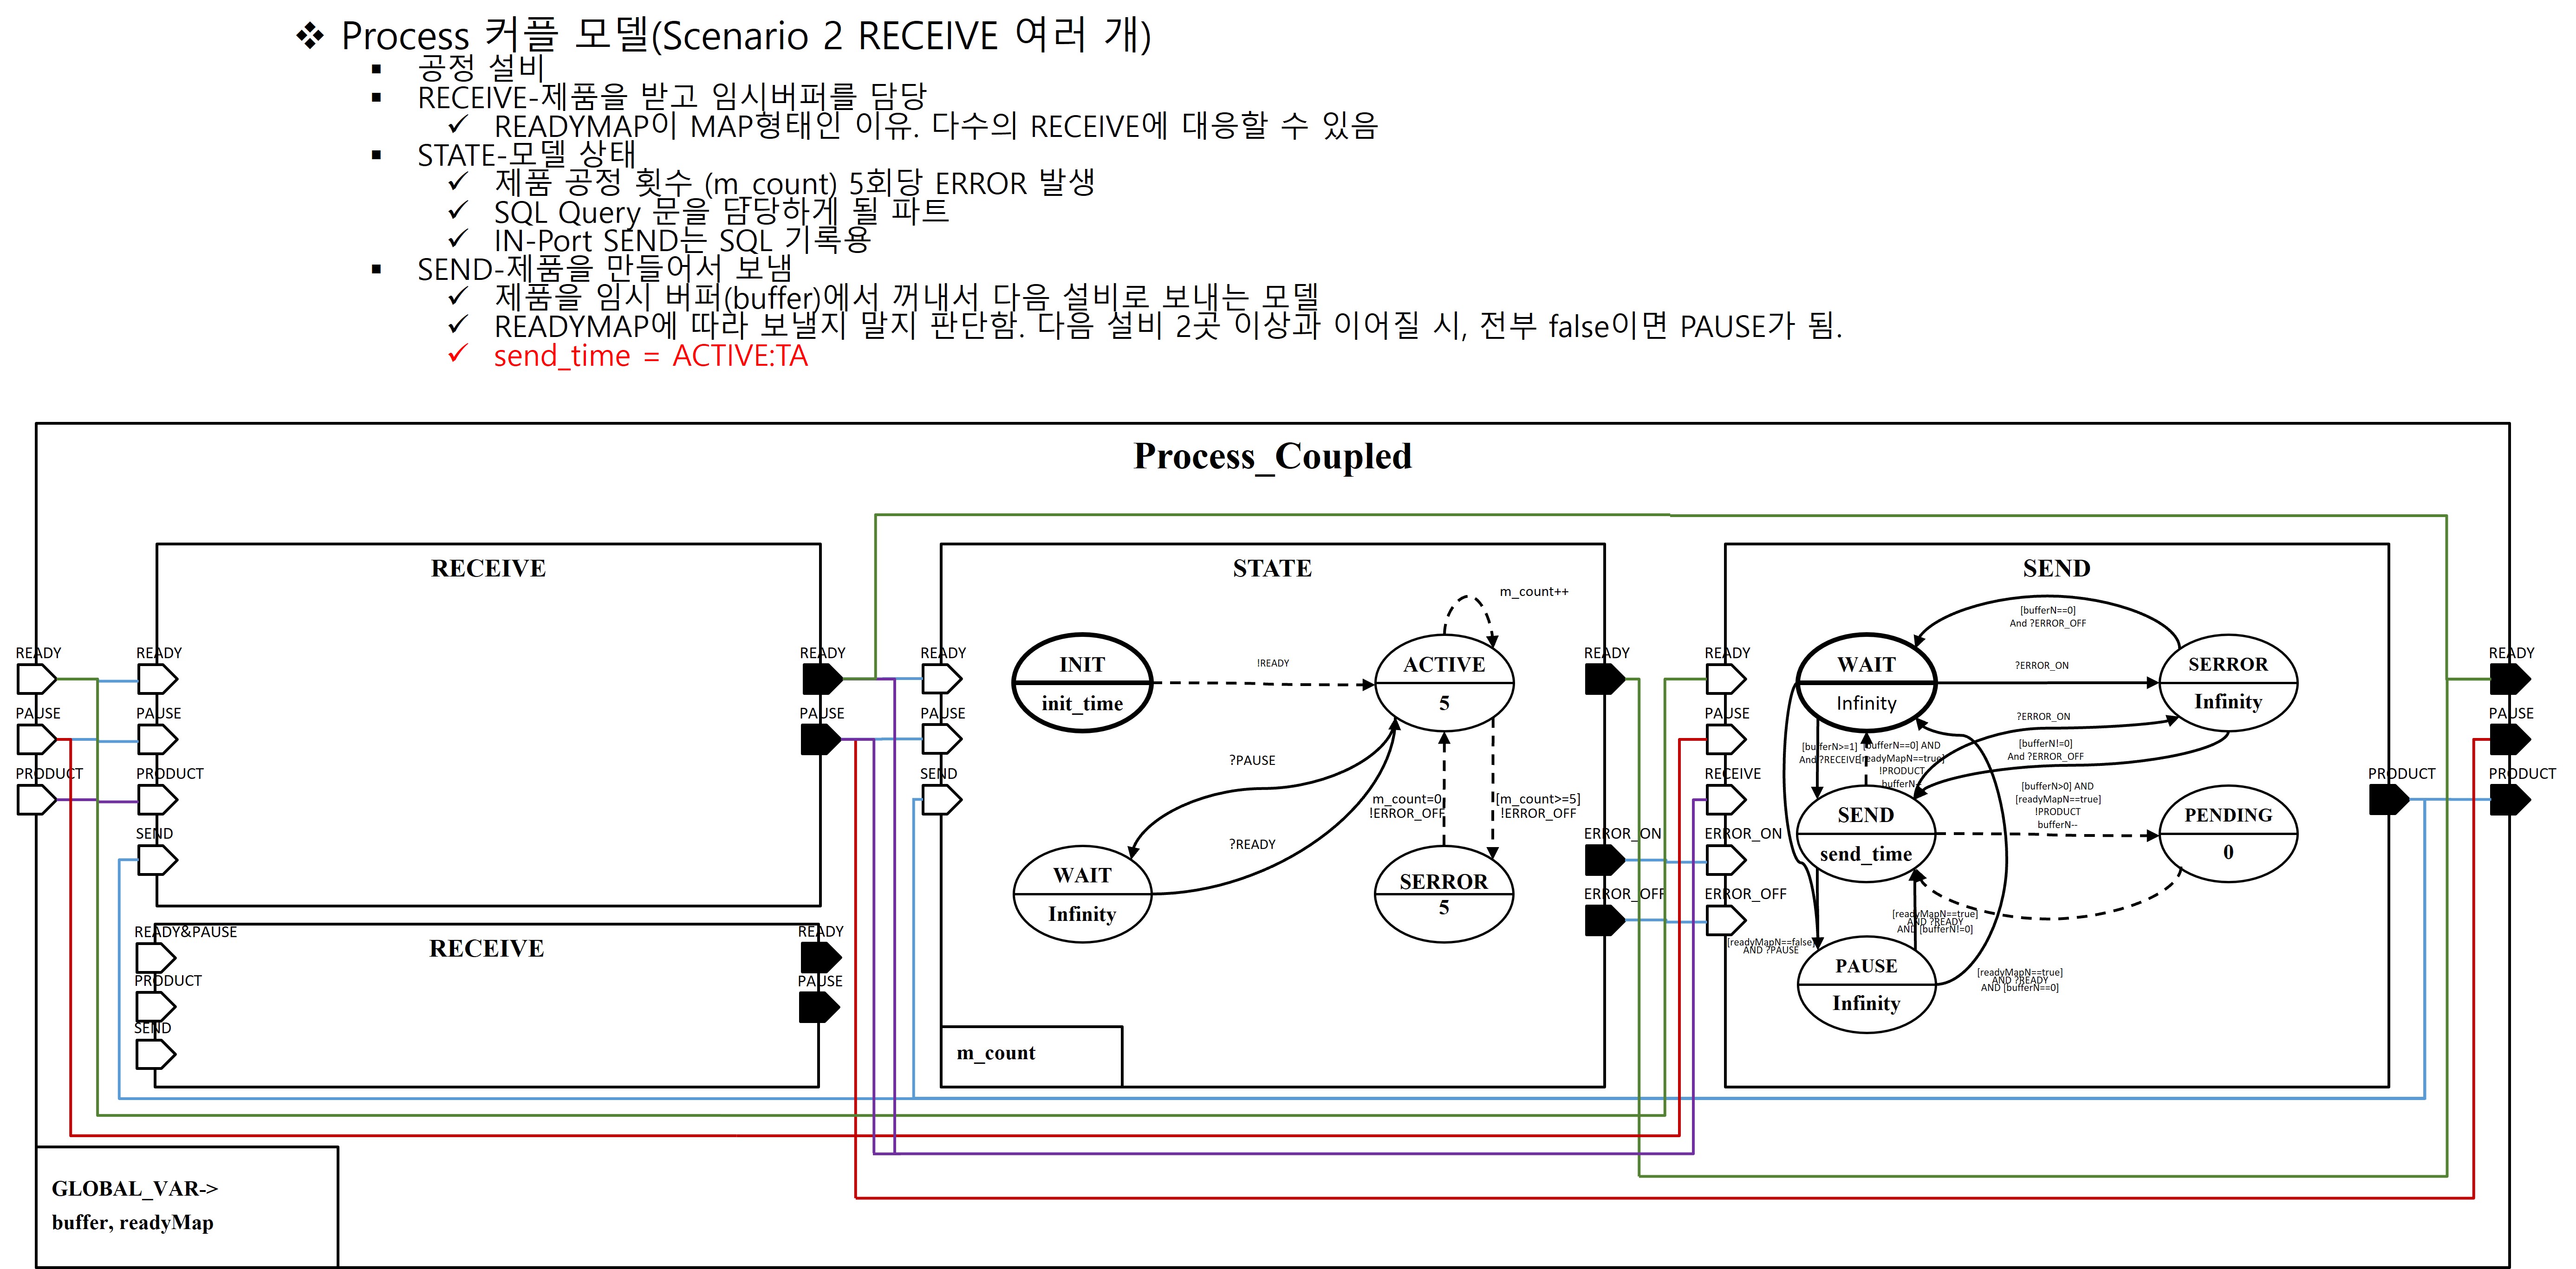 ❖ Process 커플 모델(Scenario 2 RECEIVE 여러 개)
▪ 공정 설비
▪ RECEIVE-제품을 받고 임시버퍼를 담당
✓ READYMAP이 MAP형태인 이유. 다수의 RECEIVE에 대응할 수 있음
▪ STATE-모델 상태
✓ 제품 공정 횟수 (m_count) 5회당 ERROR 발생
✓ SQL Query 문을 담당하게 될 파트
✓ IN-Port SEND는 SQL 기록용
▪ SEND-제품을 만들어서 보냄
✓ 제품을 임시 버퍼(buffer)에서 꺼내서 다음 설비로 보내는 모델
✓ READYMAP에 따라 보낼지 말지 판단함. 다음 설비 2곳 이상과 이어질 시, 전부 false이면 PAUSE가 됨.
✓ send_time = ACTIVE:TA
Process_Coupled
READY
PAUSE
PRODUCT
RECEIVE
READY
PAUSE
PRODUCT
SEND
READY
PAUSE
RECEIVE
READY&PAUSE
PRODUCT
SEND
READY
PAUSE
STATE
READY
PAUSE
SEND
INIT
init_time
!READY
m_count++
ACTIVE
5
?PAUSE
?READY
m_count=0
!ERROR_OFF
[m_count>=5]
!ERROR_OFF
WAIT
Infinity
SERROR
5
m_count
READY
ERROR_ON
ERROR_OFF
SEND
READY
PAUSE
RECEIVE
ERROR_ON
ERROR_OFF
[bufferN==0]
And ?ERROR_OFF
WAIT
Infinity
?ERROR_ON
SERROR
Infinity
?ERROR_ON
[bufferN!=0]
And ?ERROR_OFF
[bufferN>=1]
And ?RECEIVE
[bufferN==0] AND
[readyMapN==true]
!PRODUCT
bufferN--
[bufferN>0] AND
[readyMapN==true]
!PRODUCT
bufferN--
SEND
send_time
PENDING
0
[readyMapN==true]
AND ?READY
AND [bufferN!=0]
[readyMapN==false]
AND ?PAUSE
PAUSE
Infinity
[readyMapN==true]
AND ?READY
AND [bufferN==0]
PRODUCT
READY
PAUSE
PRODUCT
GLOBAL_VAR->
buffer, readyMap